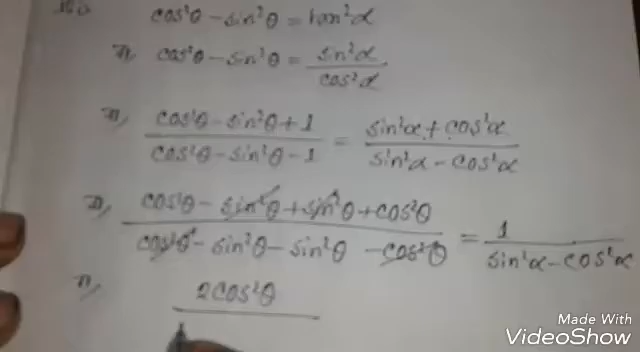 cos²θ - sin²θ = tan²α
বা, cos²θ - sin²θ = sin²α / cos²α
বা, (cos²θ - sin²θ + 1) / (cos²θ - sin²θ - 1) = (sin²α + cos²α) / (sin²α - cos²α)
বা, (cos²θ - sin²θ + sin²θ + cos²θ) / (cos²θ - sin²θ - sin²θ - cos²θ) = 1 / (sin²α - cos²α)
বা, 2cos²θ
Made With
VideoShow